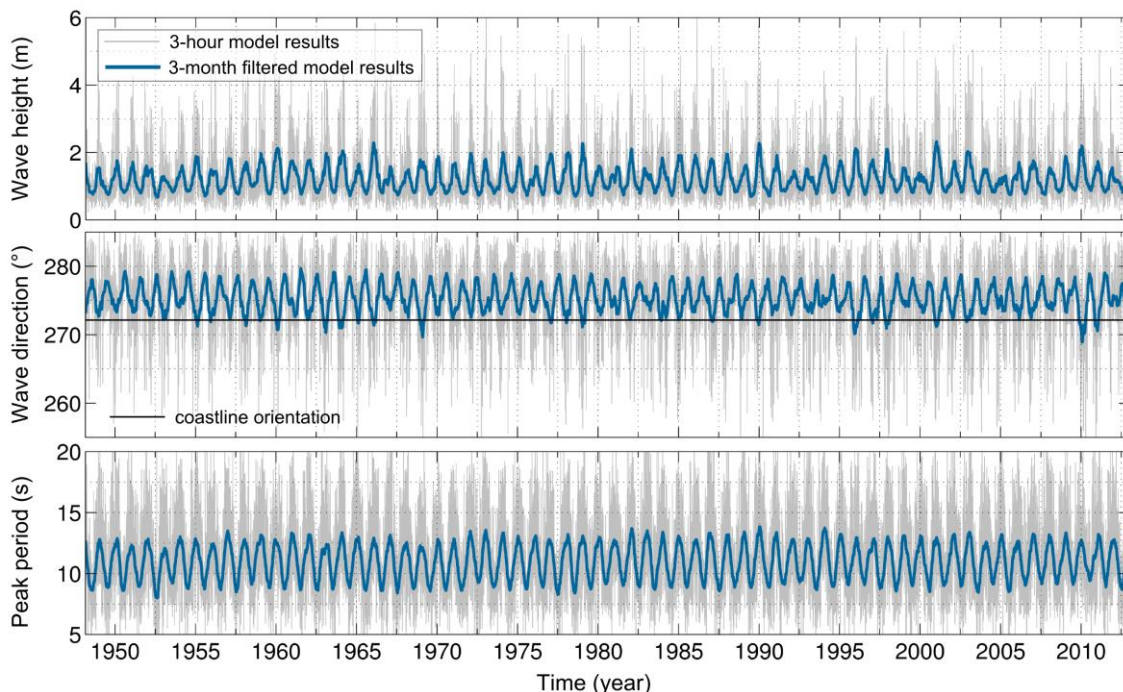 Wave height (m)
6
4
2
0
3-hour model results
3-month filtered model results
Wave direction (°)
280
270
260
coastline orientation
Peak period (s)
20
15
10
5
1950 1955 1960 1965 1970 1975 1980 1985 1990 1995 2000 2005 2010
Time (year)